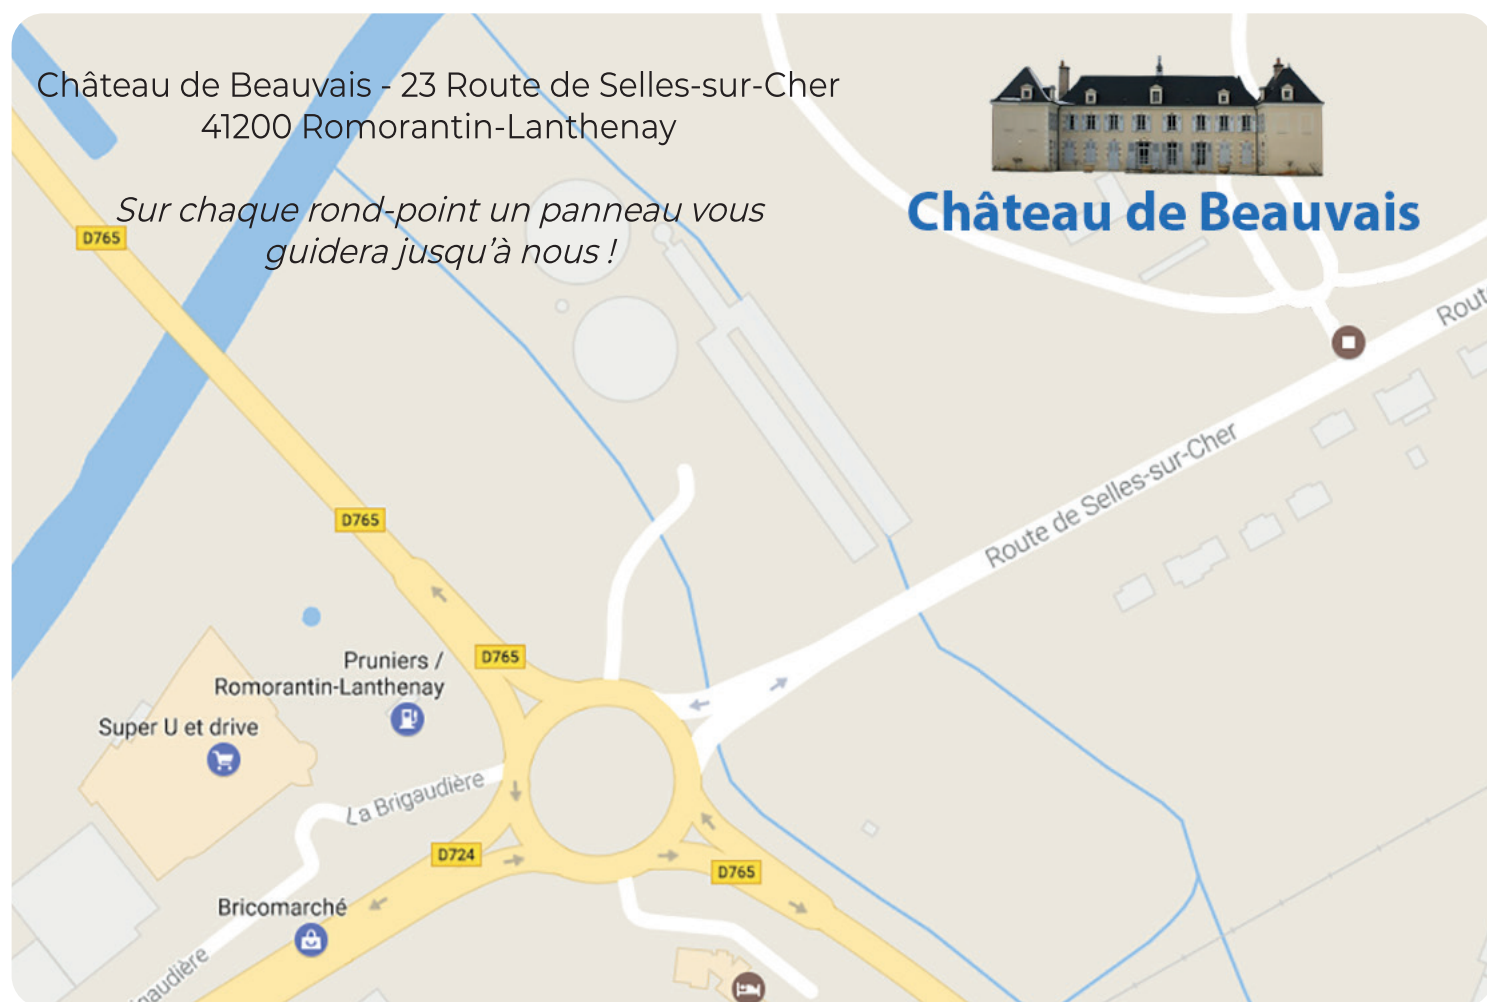 Château de Beauvais - 23 Route de Selles-sur-Cher
41200 Romorantin-Lanthenay
Sur chaque rond-point un panneau vous
guidera jusqu'à nous !
Château de Beauvais
D765
D765
D765
Route de Selles-sur-Cher
Pruniers /
Romorantin-Lanthenay
Super U et drive
La Brigaudière
D724
D765
Bricomarché